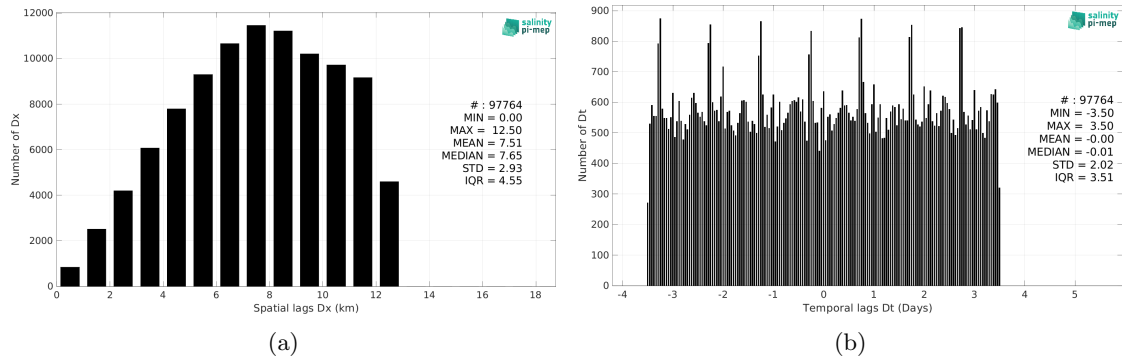 12000
10000
8000
6000
4000
2000
0
Number of Dx
0 2 4 6 8 10 12 14 16 18
Spatial lags Dx (km)
salinity
pi-mep
# : 97764
MIN = 0.00
MAX = 12.50
MEAN = 7.51
MEDIAN = 7.65
STD = 2.93
IQR = 4.55
(a)
900
800
700
600
500
400
300
200
100
0
Number of Dt
-4 -3 -2 -1 0 1 2 3 4 5
Temporal lags Dt (Days)
salinity
pi-mep
# : 97764
MIN = -3.50
MAX = 3.50
MEAN = -0.00
MEDIAN = -0.01
STD = 2.02
IQR = 3.51
(b)